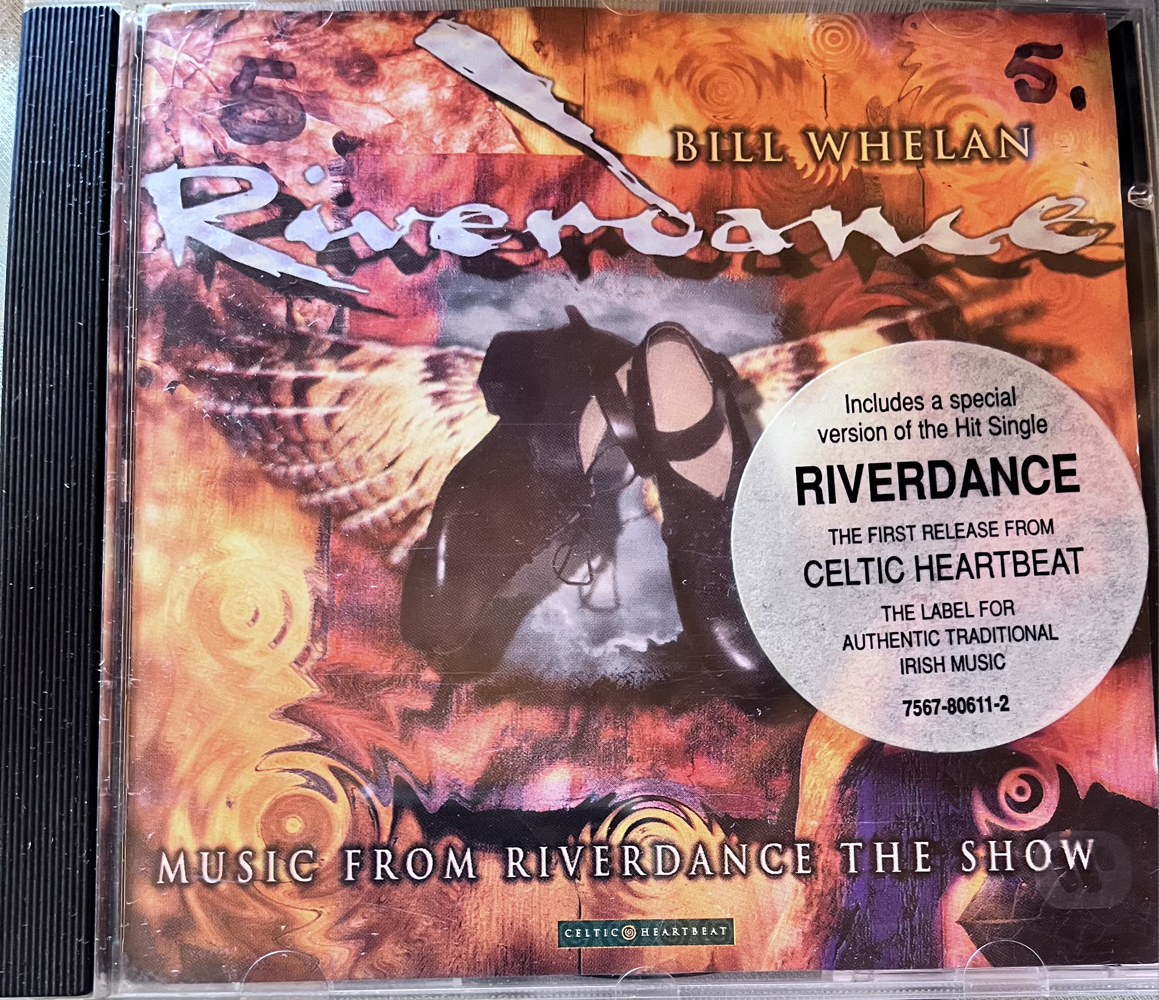 5.
5.
BILL WHELAN
Riverdance
Includes a special
version of the Hit Single
RIVERDANCE
THE FIRST RELEASE FROM
CELTIC HEARTBEAT
THE LABEL FOR
AUTHENTIC TRADITIONAL
IRISH MUSIC
7567-80611-2
MUSIC FROM RIVERDANCE THE SHOW
CELTIC HEARTBEAT